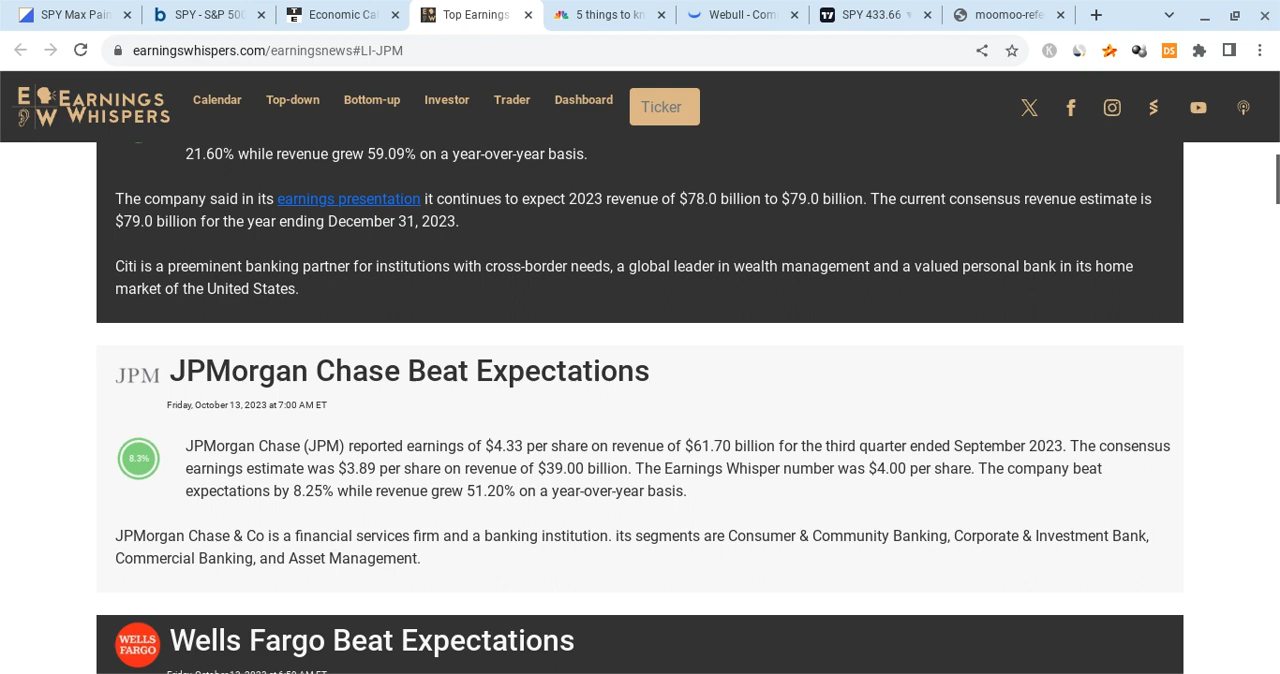 SPY Max Pain
SPY - S&P 500
Economic Cal
Top Earnings
5 things to kn
Webull - Com
SPY 433.66
moomoo-refe
earningswhispers.com/earningsnews#LI-JPM
EARNINGS WHISPERS
Calendar
Top-down
Bottom-up
Investor
Trader
Dashboard
Ticker
21.60% while revenue grew 59.09% on a year-over-year basis.
The company said in its earnings presentation it continues to expect 2023 revenue of $78.0 billion to $79.0 billion. The current consensus revenue estimate is
$79.0 billion for the year ending December 31, 2023.
Citi is a preeminent banking partner for institutions with cross-border needs, a global leader in wealth management and a valued personal bank in its home
market of the United States.
JPM
JPMorgan Chase Beat Expectations
Friday, October 13, 2023 at 7:00 AM ET
8.3%
JPMorgan Chase (JPM) reported earnings of $4.33 per share on revenue of $61.70 billion for the third quarter ended September 2023. The consensus
earnings estimate was $3.89 per share on revenue of $39.00 billion. The Earnings Whisper number was $4.00 per share. The company beat
expectations by 8.25% while revenue grew 51.20% on a year-over-year basis.
JPMorgan Chase & Co is a financial services firm and a banking institution. its segments are Consumer & Community Banking, Corporate & Investment Bank,
Commercial Banking, and Asset Management.
WELLS
FARGO
Wells Fargo Beat Expectations
Friday, October 13, 2023 at 6:50 AM ET